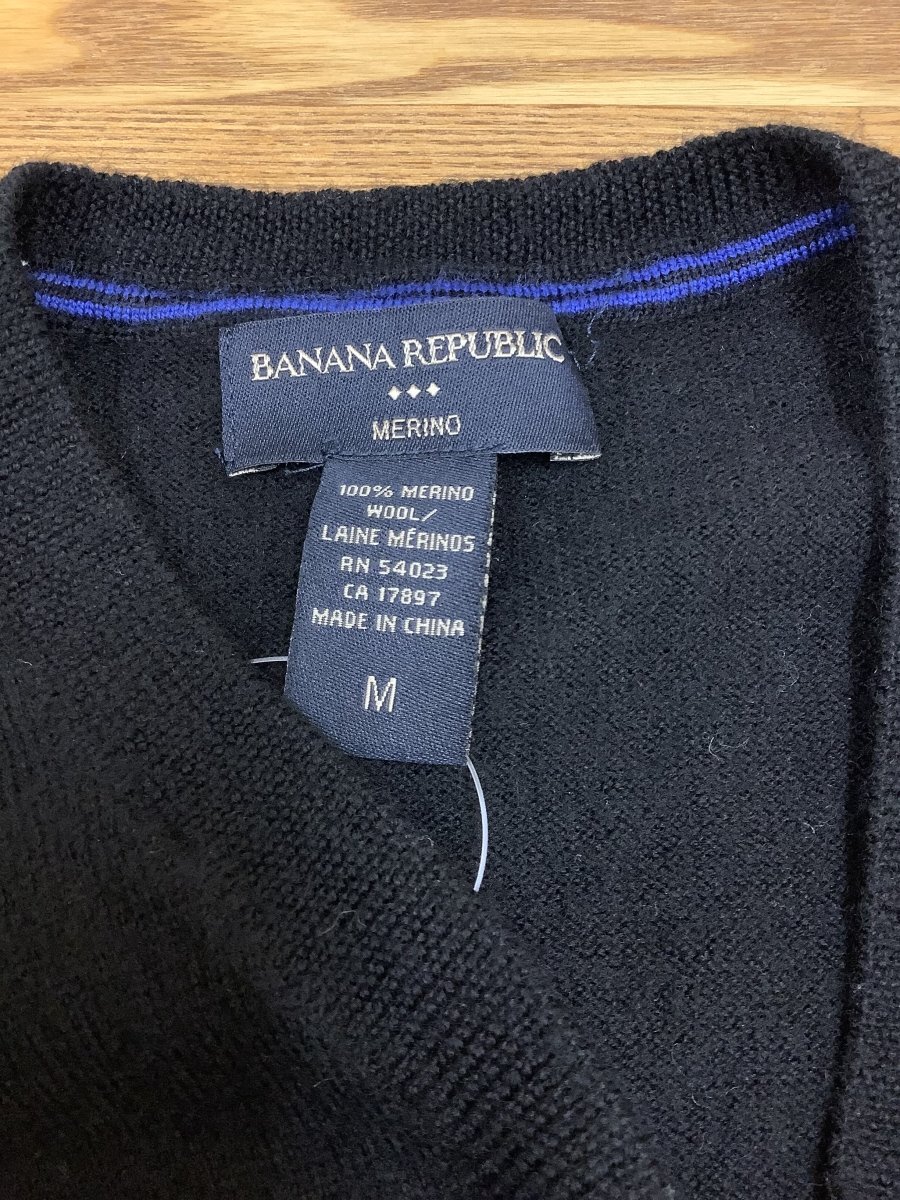 BANANA REPUBLIC
MERINO
100% MERINO
WOOL/
LAINE MÉRINOS
RN 54023
CA 17897
MADE IN CHINA
M